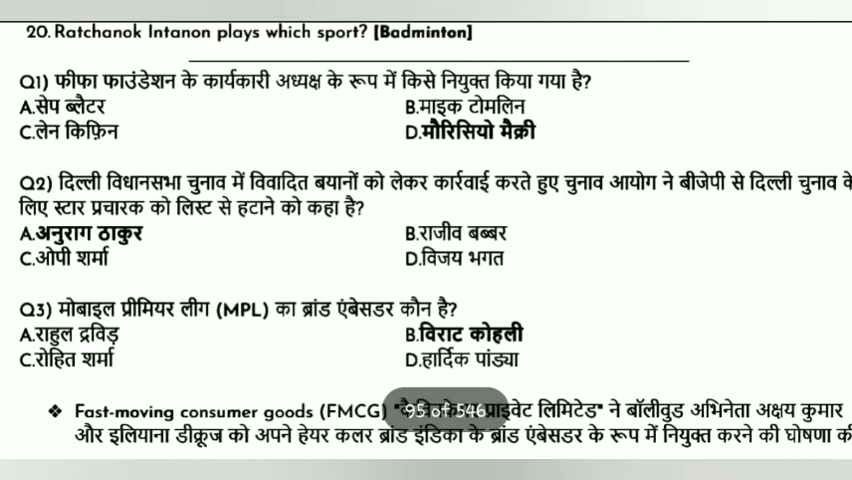 20. Ratchanok Intanon plays which sport? [Badminton]
Q1) फीफा फाउंडेशन के कार्यकारी अध्यक्ष के रूप में किसे नियुक्त किया गया है?
A.सेप ब्लैटर B.माइक टोमलिन
C.लेन किफ़िन D.मौरिसियो मैक्री
Q2) दिल्ली विधानसभा चुनाव में विवादित बयानों को लेकर कार्रवाई करते हुए चुनाव आयोग ने बीजेपी से दिल्ली चुनाव के
लिए स्टार प्रचारक को लिस्ट से हटाने को कहा है?
A.अनुराग ठाकुर B.राजीव बब्बर
C.ओपी शर्मा D.विजय भगत
Q3) मोबाइल प्रीमियर लीग (MPL) का ब्रांड एंबेसडर कौन है?
A.राहुल द्रविड़ B.विराट कोहली
C.रोहित शर्मा D.हार्दिक पांड्या
❖ Fast-moving consumer goods (FMCG) प्राइवेट लिमिटेड" ने बॉलीवुड अभिनेता अक्षय कुमार
95 of 546
और इलियाना डीक्रूज को अपने हेयर कलर ब्रांड इंडिका के ब्रांड एंबेसडर के रूप में नियुक्त करने की घोषणा की